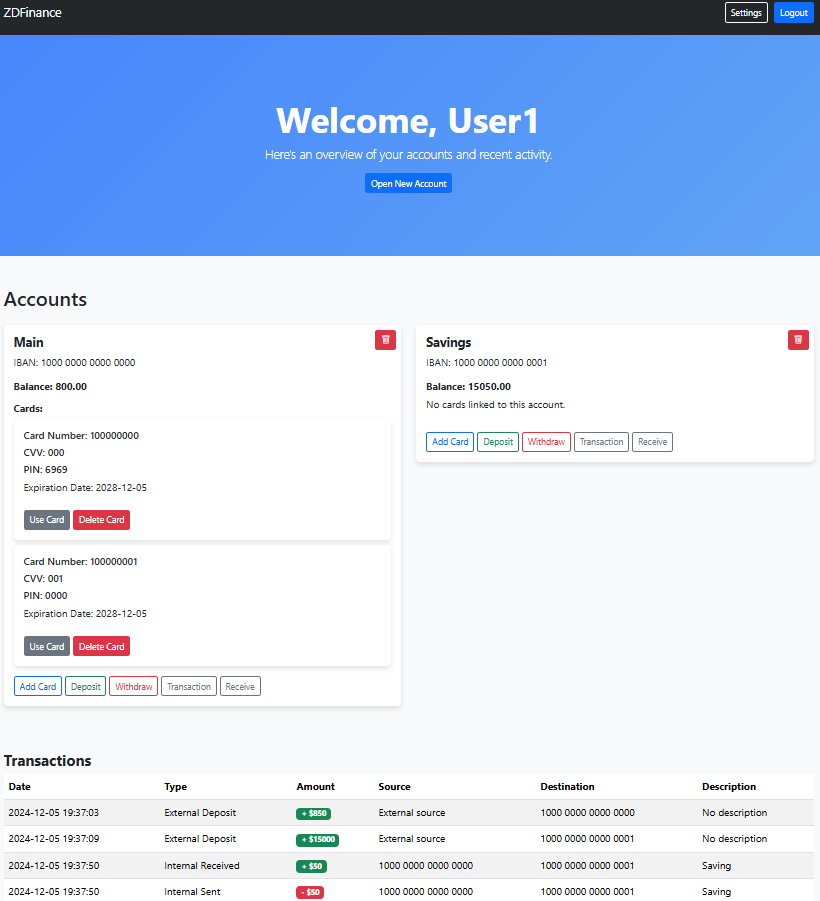 ZDFinance
Settings
Logout
Welcome, User1
Here's an overview of your accounts and recent activity.
Open New Account
Accounts
Main
IBAN: 1000 0000 0000 0000
Balance: 800.00
Cards:
Card Number: 100000000
CVV: 000
PIN: 6969
Expiration Date: 2028-12-05
Use Card Delete Card
Card Number: 100000001
CVV: 001
PIN: 0000
Expiration Date: 2028-12-05
Use Card Delete Card
Add Card Deposit Withdraw Transaction Receive
Savings
IBAN: 1000 0000 0000 0001
Balance: 15050.00
No cards linked to this account.
Add Card Deposit Withdraw Transaction Receive
Transactions
Date Type Amount Source Destination Description
2024-12-05 19:37:03 External Deposit + $850 External source 1000 0000 0000 0000 No description
2024-12-05 19:37:09 External Deposit + $15000 External source 1000 0000 0000 0001 No description
2024-12-05 19:37:50 Internal Received + $50 1000 0000 0000 0000 1000 0000 0000 0001 Saving
2024-12-05 19:37:50 Internal Sent - $50 1000 0000 0000 0000 1000 0000 0000 0001 Saving